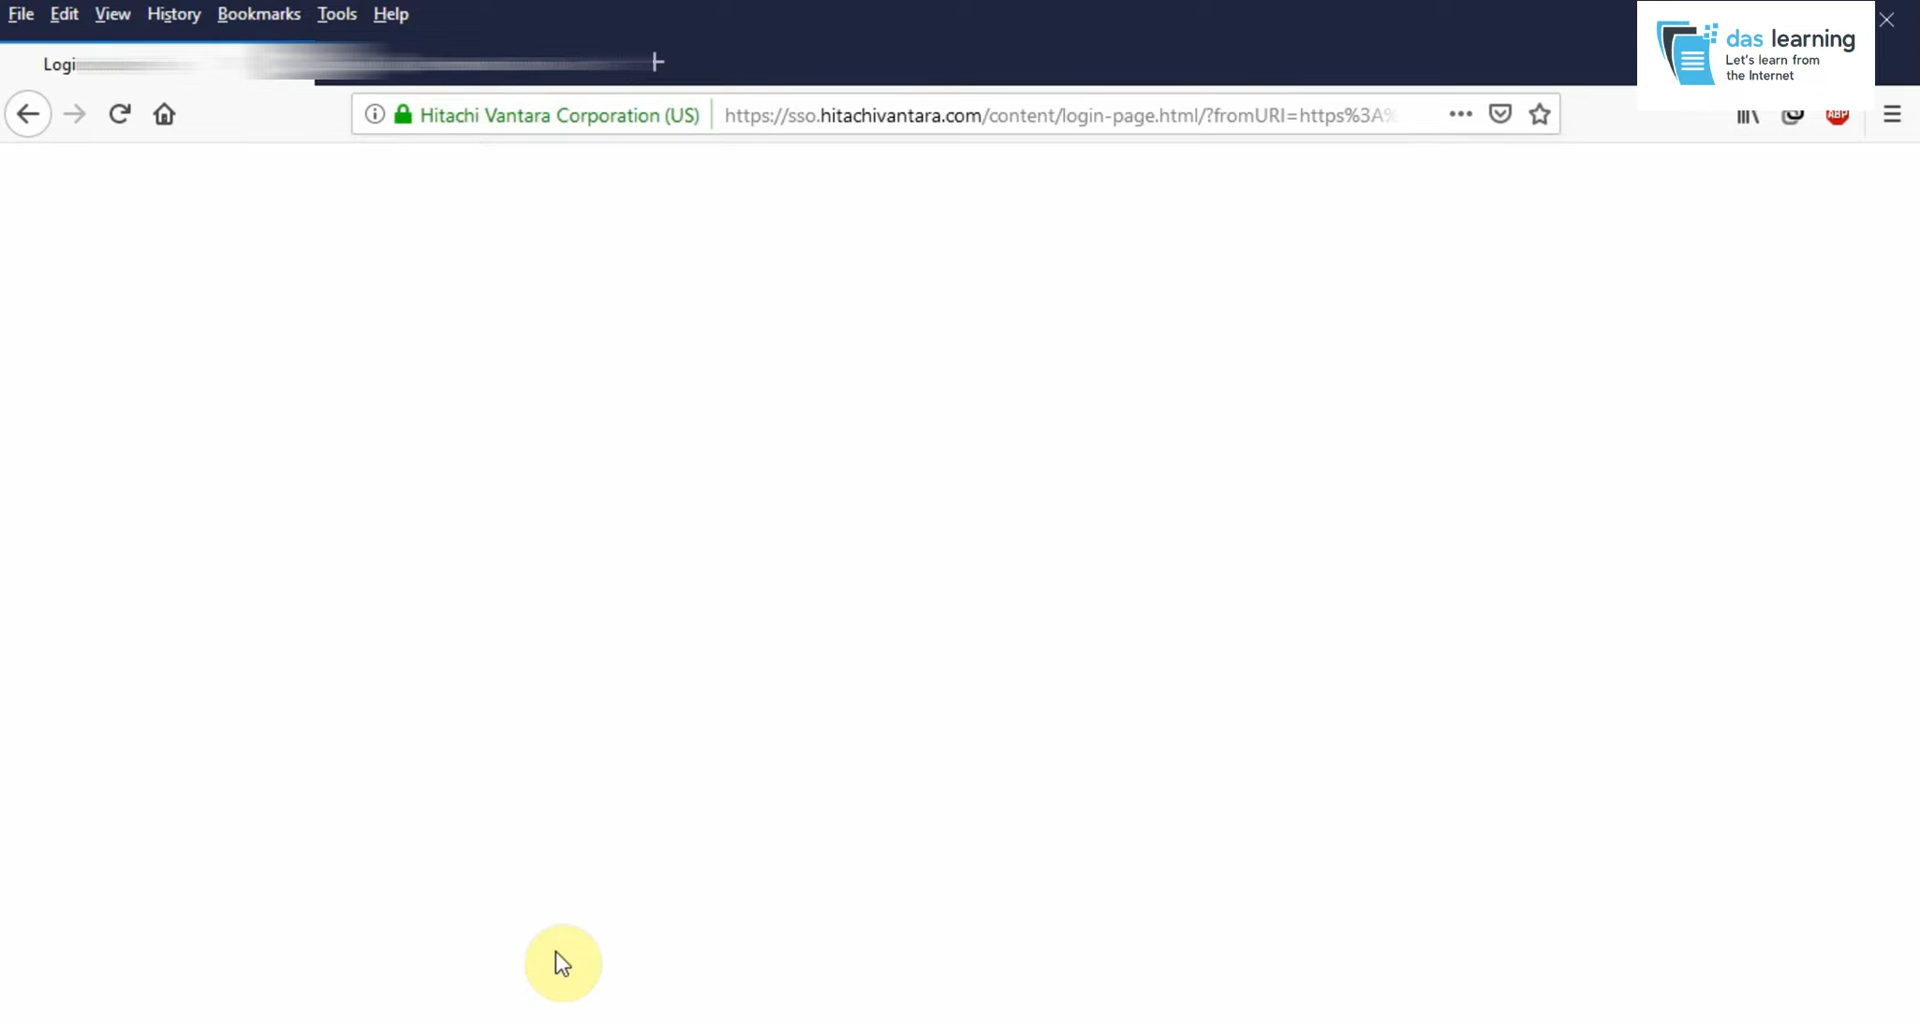 File Edit View History Bookmarks Tools Help
das learning
Let's learn from
the Internet
Logi
Hitachi Vantara Corporation (US) https://sso.hitachivantara.com/content/login-page.html/?fromURI=https%3A%
ABP